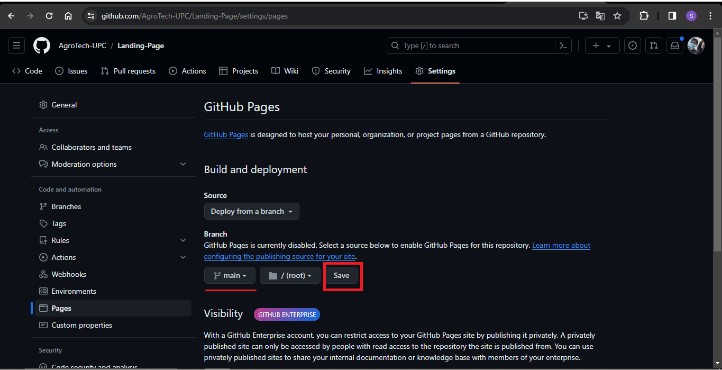 github.com/AgroTech-UPC/Landing-Page/settings/pages
S
AgroTech-UPC / Landing-Page
Type / to search
Code Issues Pull requests Actions Projects Wiki Security Insights Settings
General
Access
Collaborators and teams
Moderation options
Code and automation
Branches
Tags
Rules
Actions
Webhooks
Environments
Pages
Custom properties
Security
Code security and analysis
GitHub Pages
GitHub Pages is designed to host your personal, organization, or project pages from a GitHub repository.
Build and deployment
Source
Deploy from a branch
Branch
GitHub Pages is currently disabled. Select a source below to enable GitHub Pages for this repository. Learn more about
configuring the publishing source for your site.
main / (root) Save
Visibility GITHUB ENTERPRISE
With a GitHub Enterprise account, you can restrict access to your GitHub Pages site by publishing it privately. A privately
published site can only be accessed by people with read access to the repository the site is published from. You can use
privately published sites to share your internal documentation or knowledge base with members of your enterprise.